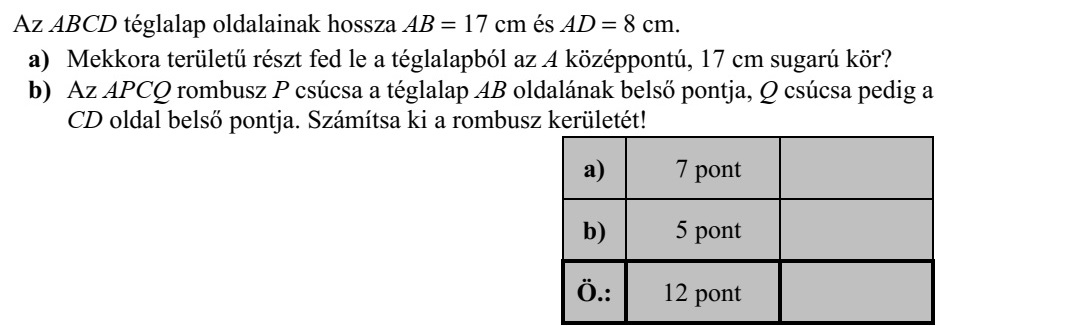 Az ABCD téglalap oldalainak hossza AB = 17 cm és AD = 8 cm.
a) Mekkora területű részt fed le a téglalapból az A középpontú, 17 cm sugarú kör?
b) Az APCQ rombusz P csúcsa a téglalap AB oldalának belső pontja, Q csúcsa pedig a
CD oldal belső pontja. Számítsa ki a rombusz kerületét!
a) 7 pont
b) 5 pont
Ö.: 12 pont